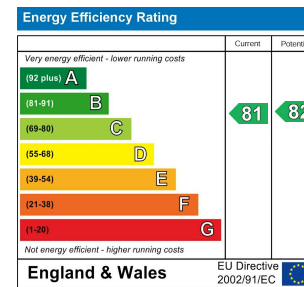 Energy Efficiency Rating
Current Potenti
Very energy efficient - lower running costs
(92 plus) A
(81-91) B
(69-80) C
(55-68) D
(39-54) E
(21-38) F
(1-20) G
81 82
Not energy efficient - higher running costs
England & Wales
EU Directive
2002/91/EC